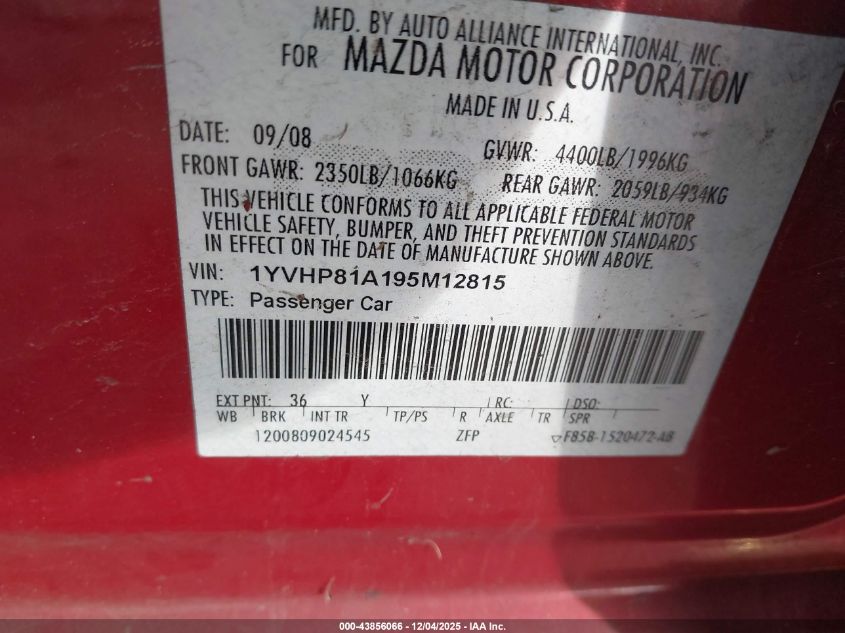 MFD. BY AUTO ALLIANCE INTERNATIONAL, INC.
FOR MAZDA MOTOR CORPORATION
MADE IN U.S.A.
DATE: 09/08 GVWR: 4400LB/1996KG
FRONT GAWR: 2350LB/1066KG REAR GAWR: 2059LB/934KG
THIS VEHICLE CONFORMS TO ALL APPLICABLE FEDERAL MOTOR
VEHICLE SAFETY, BUMPER, AND THEFT PREVENTION STANDARDS
IN EFFECT ON THE DATE OF MANUFACTURE SHOWN ABOVE.
VIN: 1YVHP81A195M12815
TYPE: Passenger Car
EXT PNT: 36 Y RC: DSO:
WB BRK INT TR TP/PS R AXLE TR SPR
1200809024545 ZFP F85B-1520472-AB
000-43856066 - 12/04/2025 - IAA Inc.